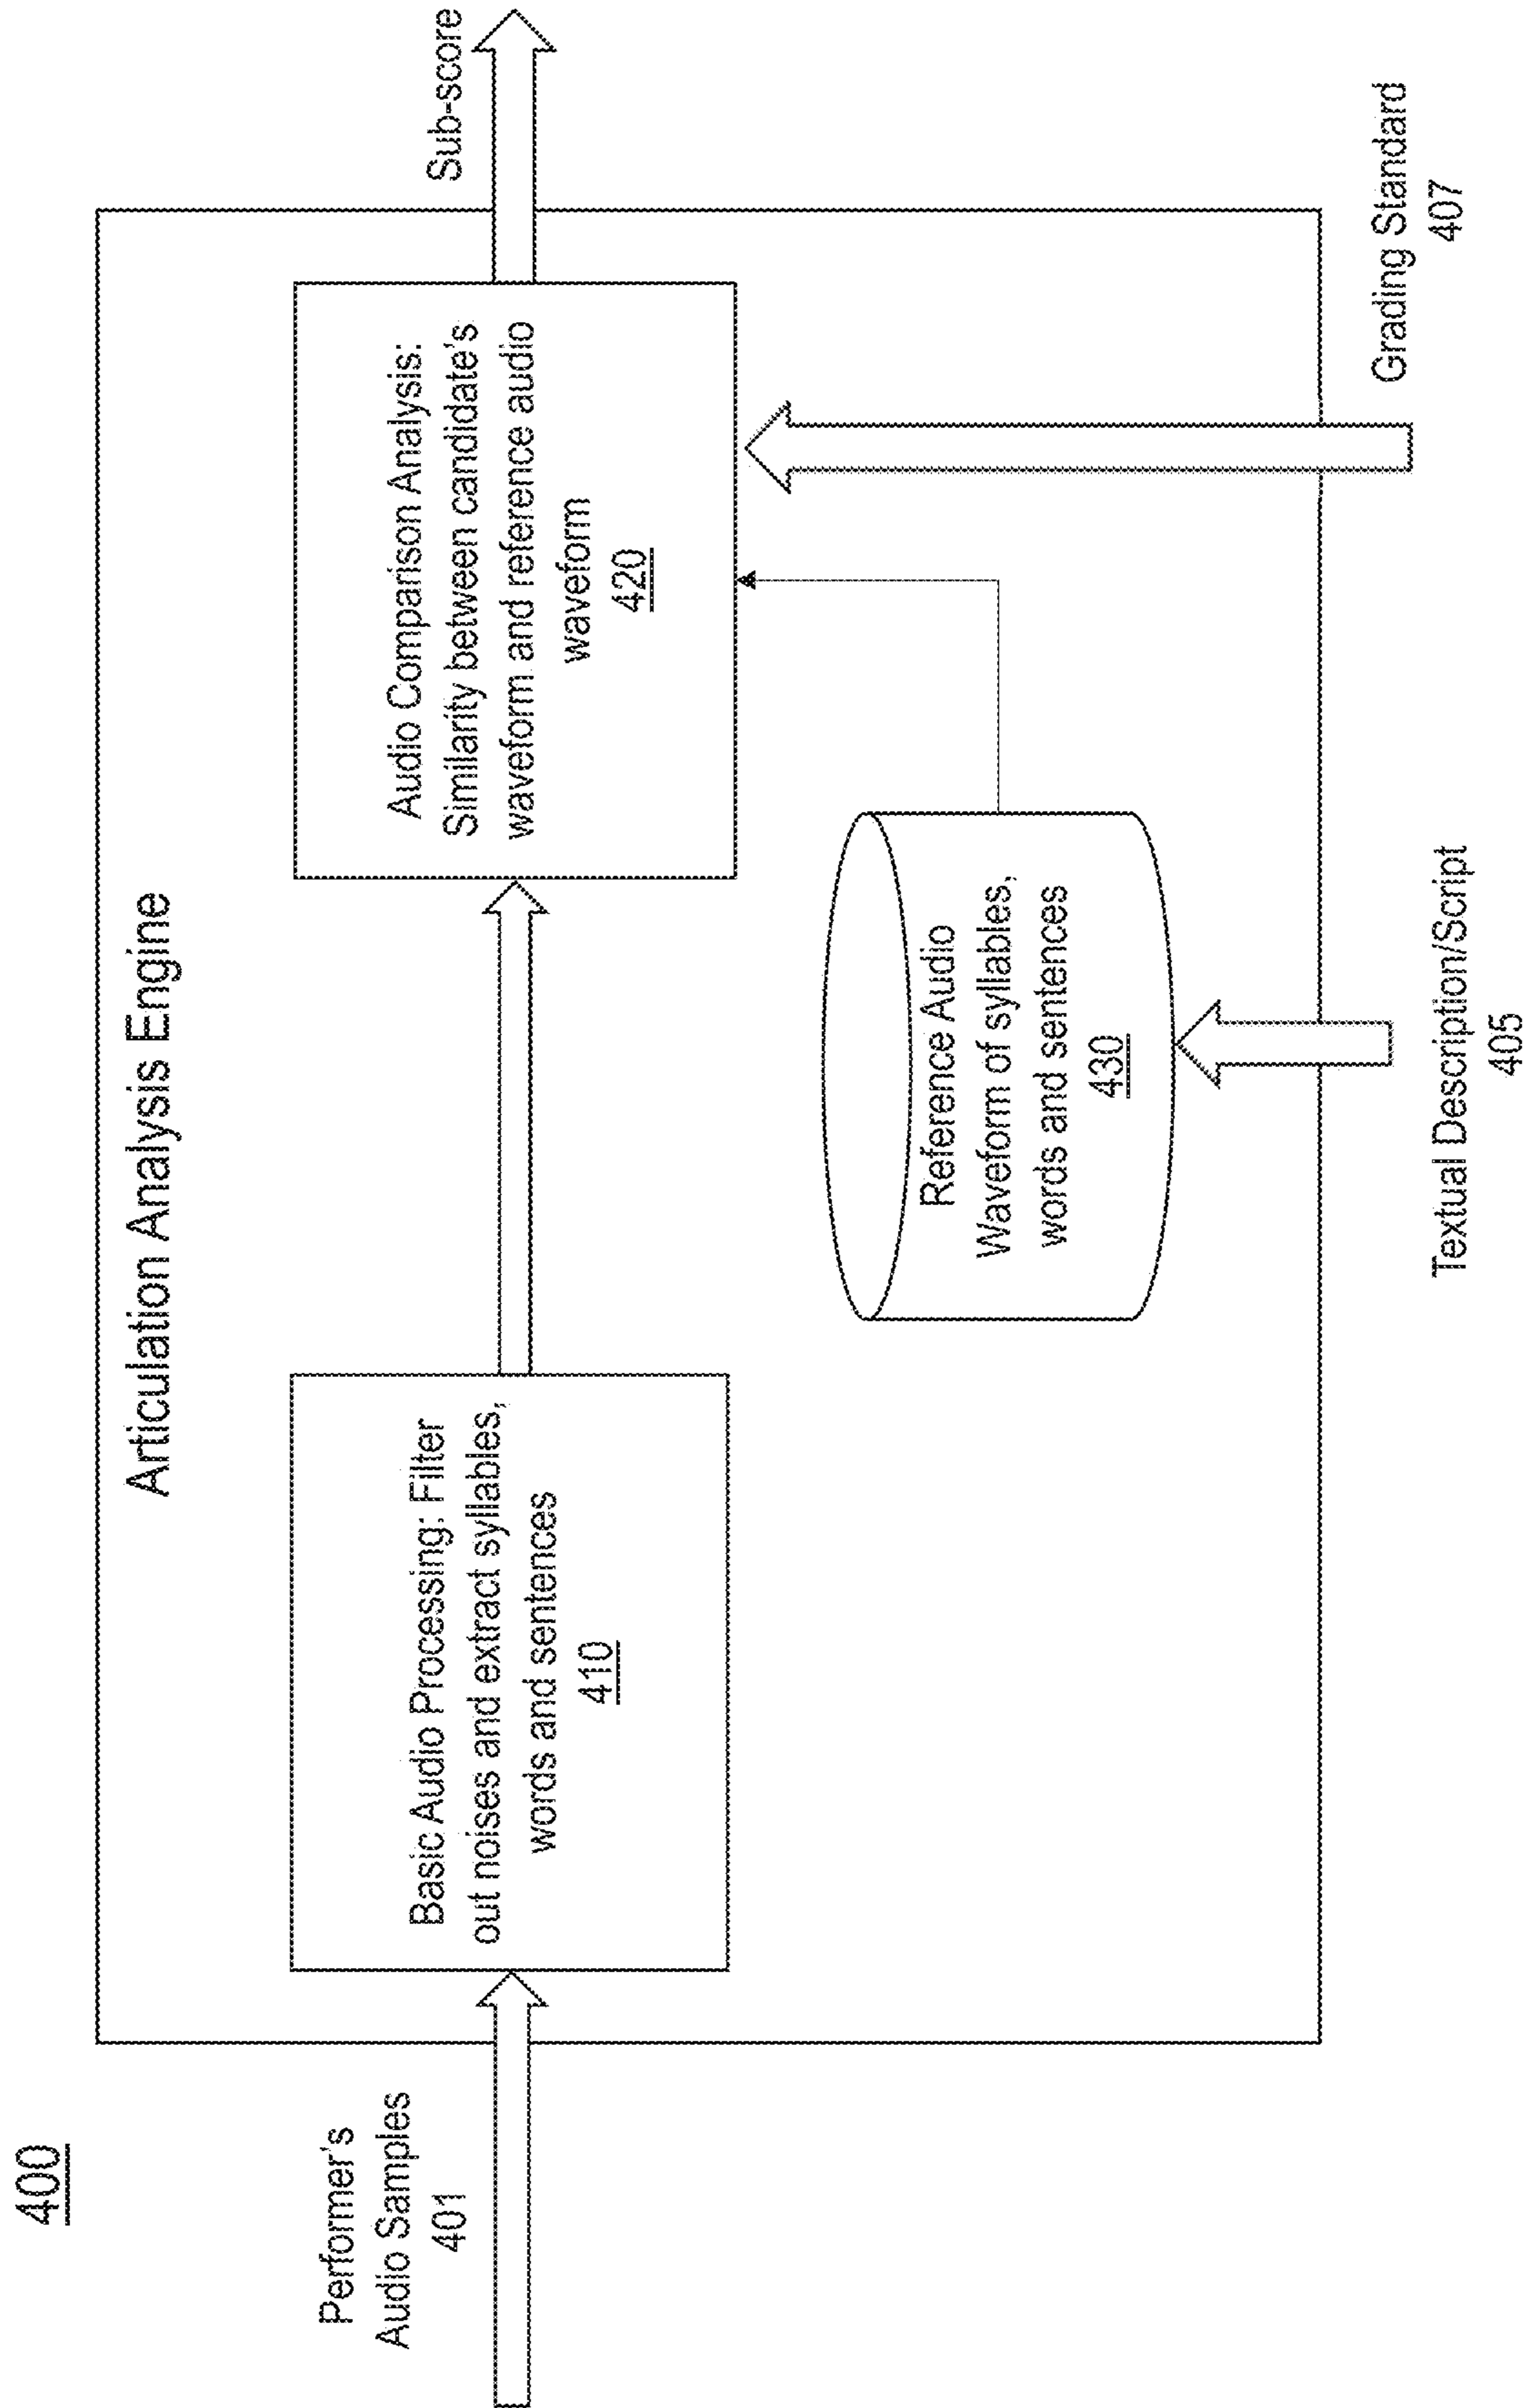 400
Articulation Analysis Engine
Performer's
Audio Samples
401
Basic Audio Processing: Filter
out noises and extract syllables,
words and sentences
410
Audio Comparison Analysis:
Similarity between candidate's
waveform and reference audio
waveform
420
Sub-score
Reference Audio
Waveform of syllables,
words and sentences
430
Textual Description/Script
405
Grading Standard
407